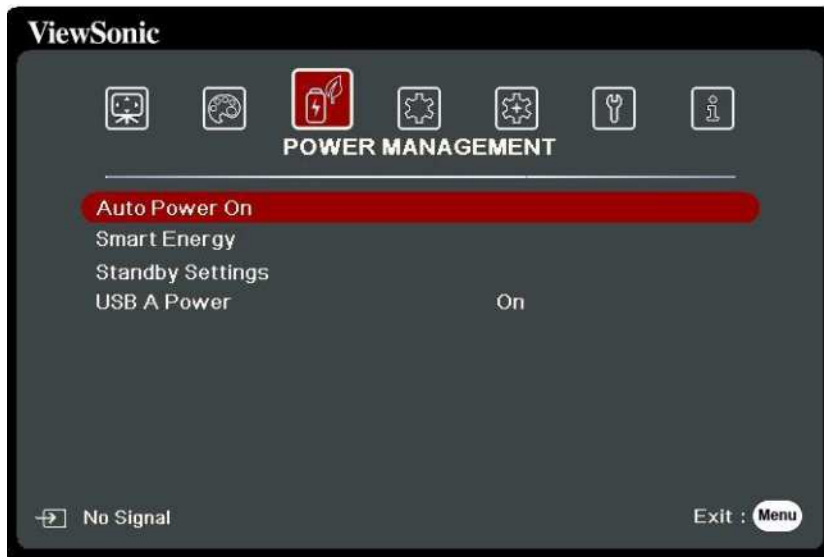 ViewSonic
POWER MANAGEMENT
Auto Power On
Smart Energy
Standby Settings
USB A Power On
No Signal
Exit : Menu